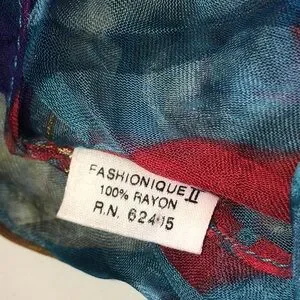 FASHIONIQUE II
100% RAYON
R.N. 62415